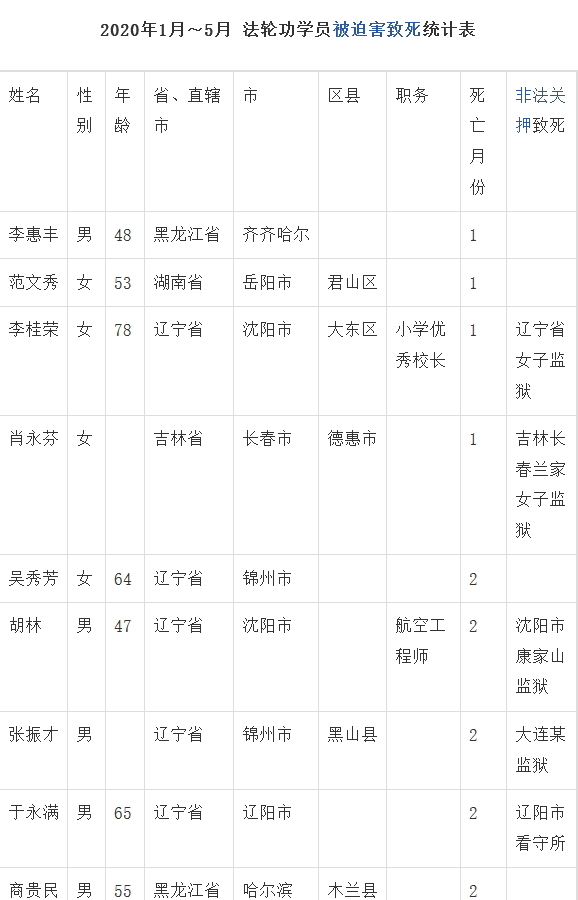 2020年1月～5月 法轮功学员被迫害致死统计表
姓名 性别 年龄 省、直辖市 市 区县 职务 死亡月份 非法关押致死
李惠丰 男 48 黑龙江省 齐齐哈尔 1
范文秀 女 53 湖南省 岳阳市 君山区 1
李桂荣 女 78 辽宁省 沈阳市 大东区 小学优秀校长 1 辽宁省女子监狱
肖永芬 女 吉林省 长春市 德惠市 1 吉林长春兰家女子监狱
吴秀芳 女 64 辽宁省 锦州市 2
胡林 男 47 辽宁省 沈阳市 航空工程师 2 沈阳市康家山监狱
张振才 男 辽宁省 锦州市 黑山县 2 大连某监狱
于永满 男 65 辽宁省 辽阳市 2 辽阳市看守所
商贵民 男 55 黑龙江省 哈尔滨 木兰县 2